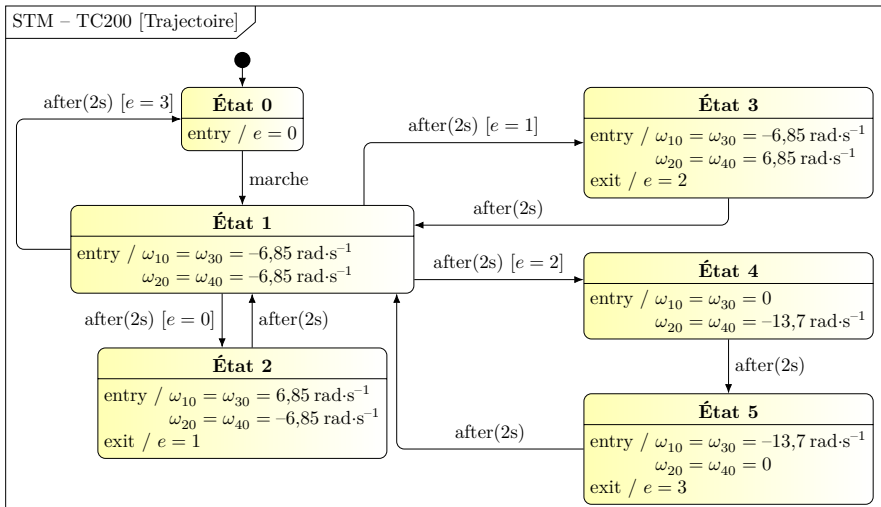 STM – TC200 [Trajectoire]
after(2s) [e = 3]
État 0
entry / e = 0
marche
after(2s) [e = 1]
État 3
entry / ω₁₀ = ω₃₀ = –6,85 rad·s⁻¹
ω₂₀ = ω₄₀ = 6,85 rad·s⁻¹
exit / e = 2
after(2s)
État 1
entry / ω₁₀ = ω₃₀ = –6,85 rad·s⁻¹
ω₂₀ = ω₄₀ = –6,85 rad·s⁻¹
after(2s) [e = 2]
État 4
entry / ω₁₀ = ω₃₀ = 0
ω₂₀ = ω₄₀ = –13,7 rad·s⁻¹
after(2s) [e = 0]
after(2s)
État 2
entry / ω₁₀ = ω₃₀ = 6,85 rad·s⁻¹
ω₂₀ = ω₄₀ = –6,85 rad·s⁻¹
exit / e = 1
after(2s)
after(2s)
État 5
entry / ω₁₀ = ω₃₀ = –13,7 rad·s⁻¹
ω₂₀ = ω₄₀ = 0
exit / e = 3